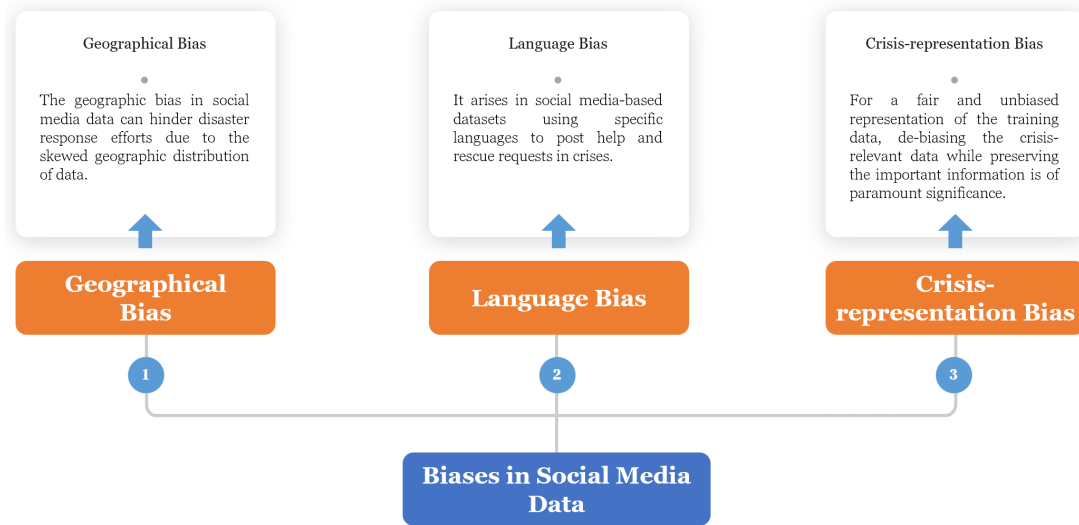 Geographical Bias
The geographic bias in social
media data can hinder disaster
response efforts due to the
skewed geographic distribution
of data.
Language Bias
It arises in social media-based
datasets using specific
languages to post help and
rescue requests in crises.
Crisis-representation Bias
For a fair and unbiased
representation of the training
data, de-biasing the crisis-
relevant data while preserving
the important information is of
paramount significance.
Geographical
Bias
Language Bias
Crisis-
representation Bias
1
2
3
Biases in Social Media
Data